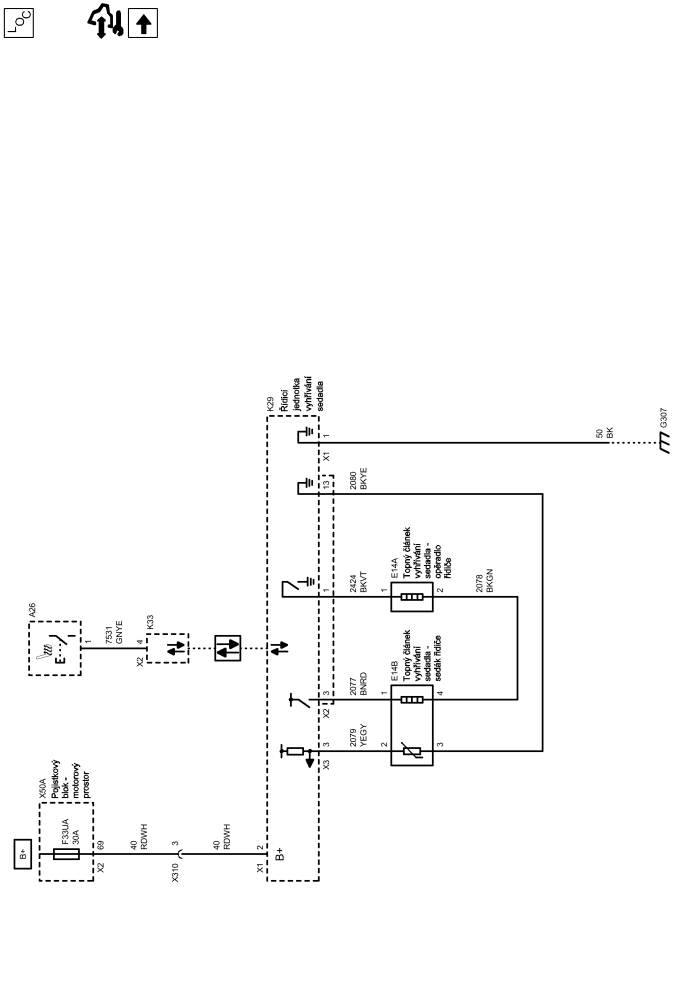 LOC
B+
X50A
Pojistkový
blok -
motorový
prostor
F33UA
30A
X2
69
40
RDWH
X310
3
40
RDWH
X1
2
B+
A26
1
7531
GNYE
X2
4
K33
K29
Řídicí
jednotka
vyhřívání
sedadla
X3
3
X2
3
1
13
X1
1
2079
YEGY
2077
BNRD
2424
BKVT
2080
BKYE
50
BK
G307
E14B
Topný článek
vyhřívání
sedadla -
sedák řidiče
2
1
3
4
E14A
Topný článek
vyhřívání
sedadla -
opěradlo
řidiče
1
2
2078
BKGN